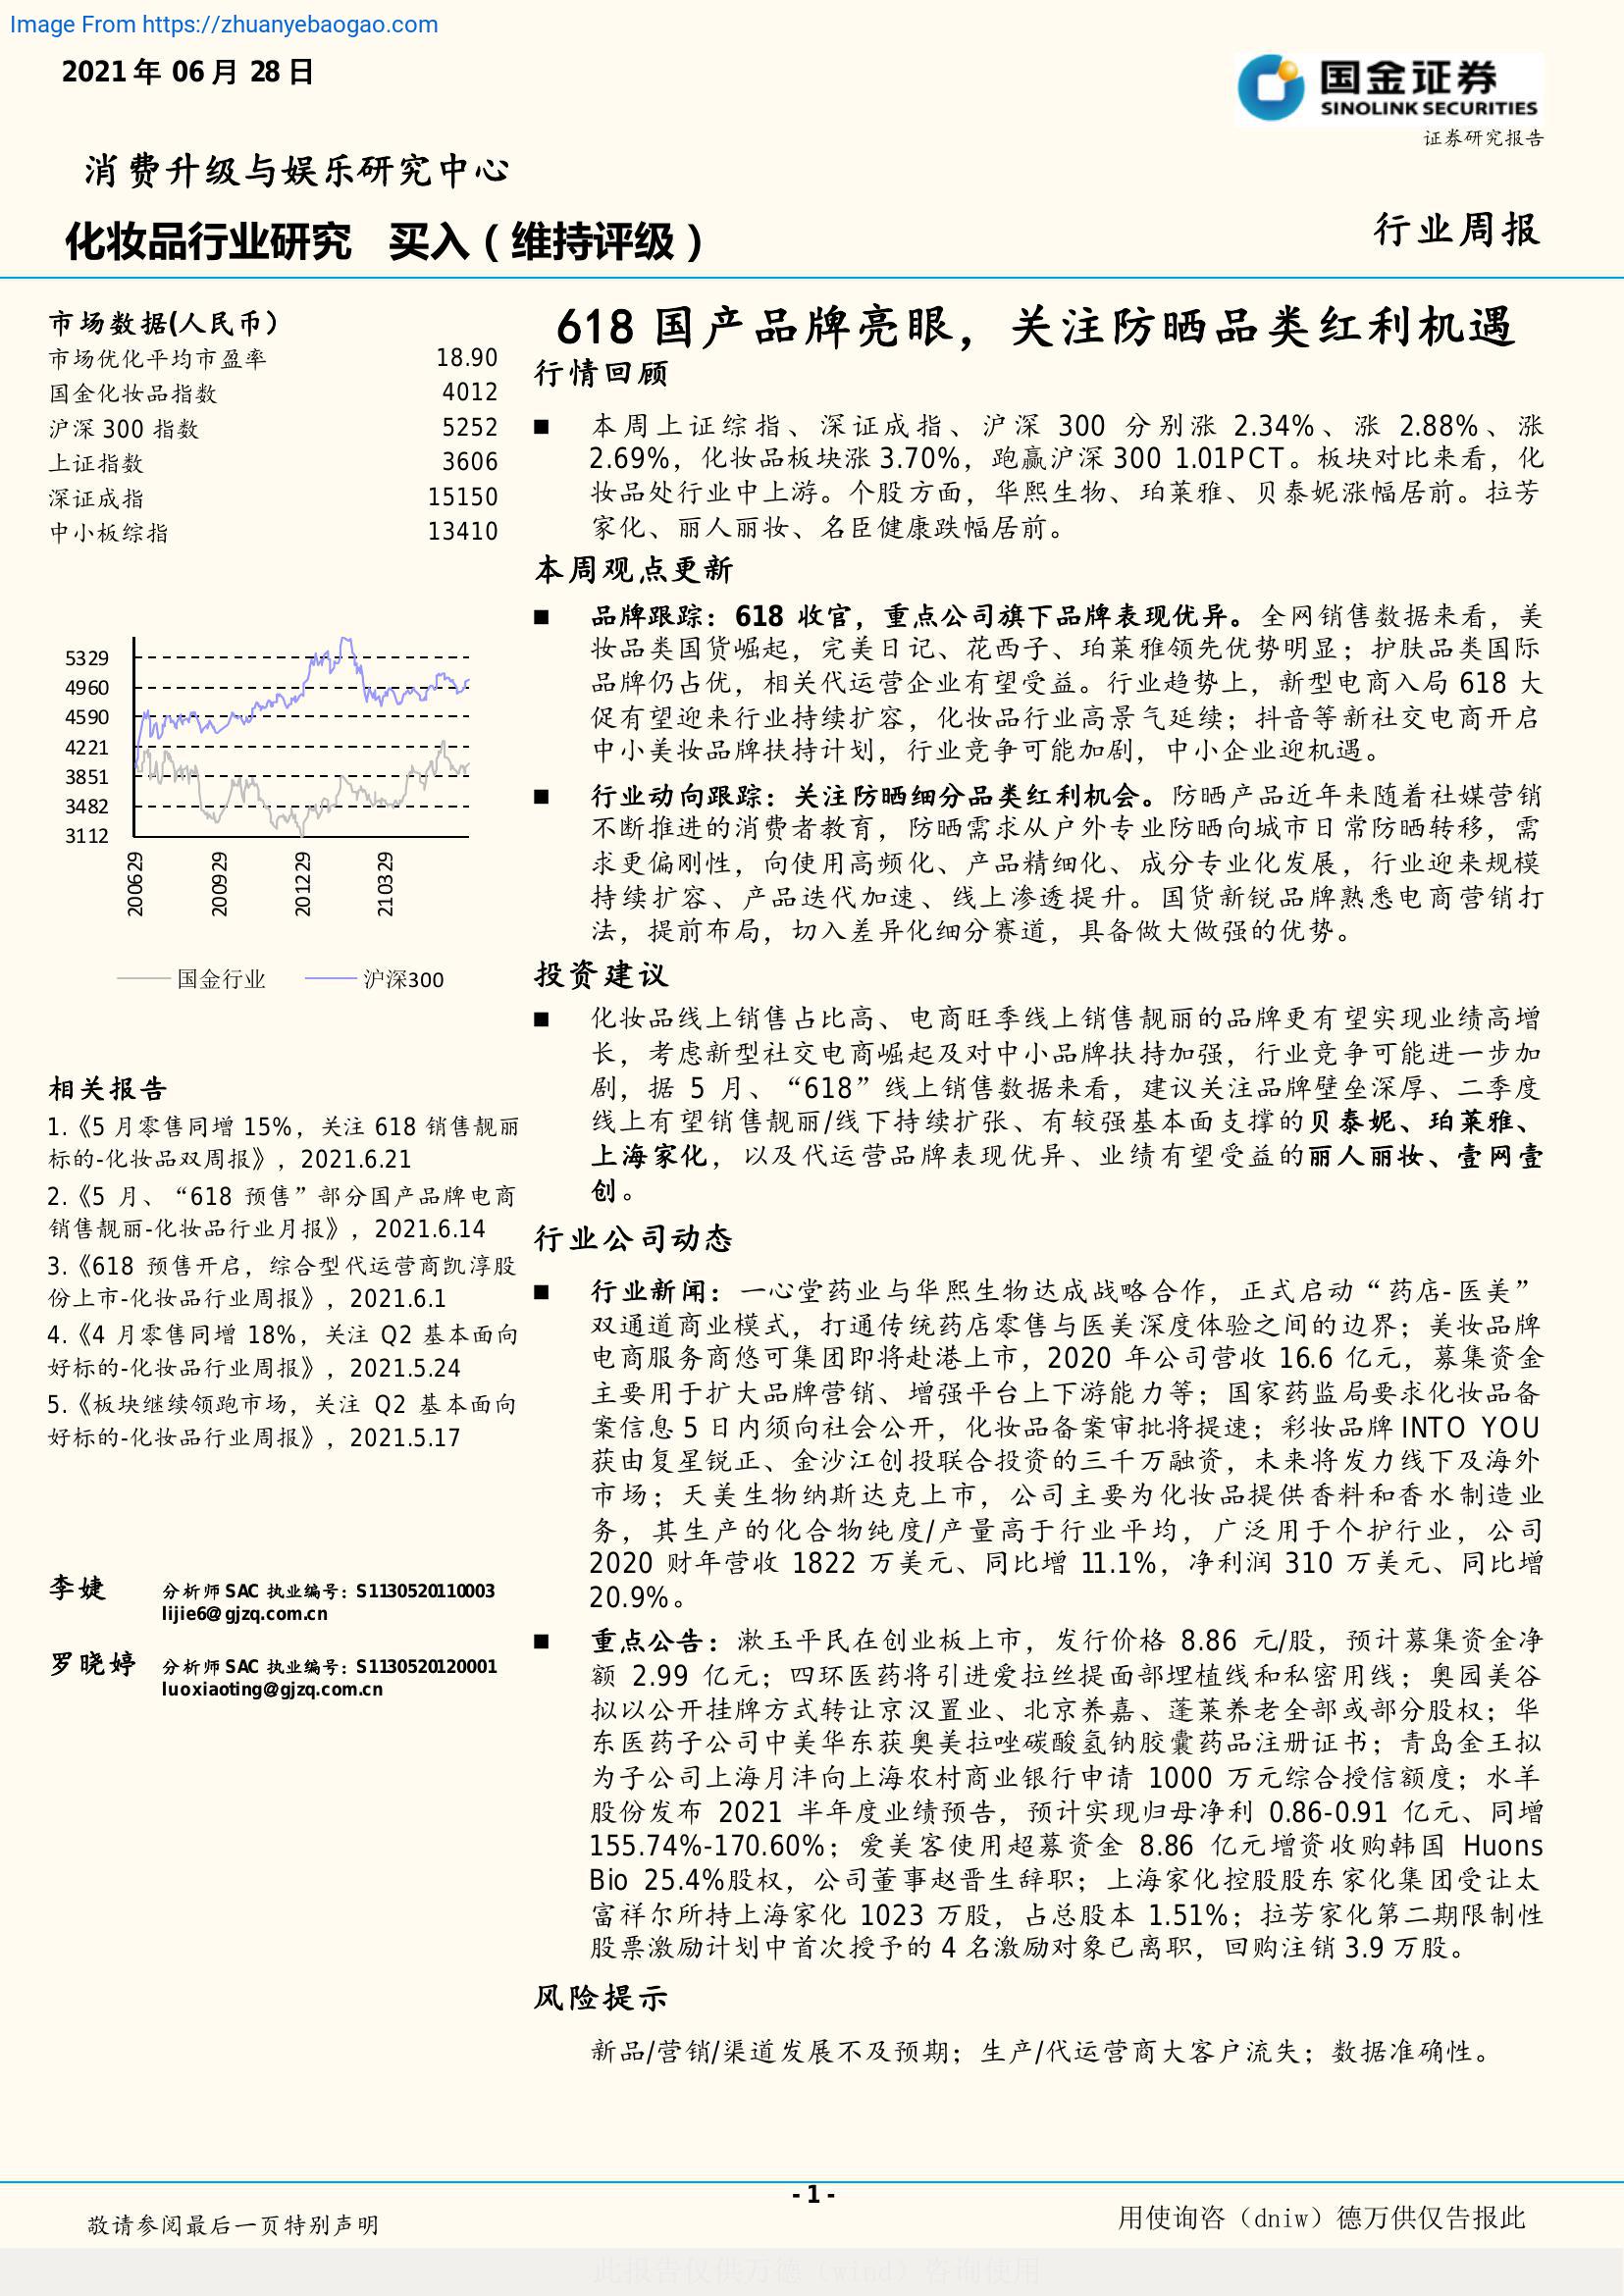 Image From https://zhuanyebaogao.com
2021 年 06 月 28 日
国金证券
SINOLINK SECURITIES
证券研究报告
消费升级与娱乐研究中心
化妆品行业研究 买入（维持评级）
行业周报
市场数据(人民币）
市场优化平均市盈率 18.90
国金化妆品指数 4012
沪深 300 指数 5252
上证指数 3606
深证成指 15150
中小板综指 13410
5329
4960
4590
4221
3851
3482
3112
200629
200929
201229
210329
国金行业 沪深300
相关报告
1.《5 月零售同增 15%，关注 618 销售靓丽
标的-化妆品双周报》，2021.6.21
2.《5 月、“618 预售”部分国产品牌电商
销售靓丽-化妆品行业月报》，2021.6.14
3.《618 预售开启，综合型代运营商凯淳股
份上市-化妆品行业周报》，2021.6.1
4.《4 月零售同增 18%，关注 Q2 基本面向
好标的-化妆品行业周报》，2021.5.24
5.《板块继续领跑市场，关注 Q2 基本面向
好标的-化妆品行业周报》，2021.5.17
李婕 分析师 SAC 执业编号：S1130520110003
lijie6@gjzq.com.cn
罗晓婷 分析师 SAC 执业编号：S1130520120001
luoxiaoting@gjzq.com.cn
618 国产品牌亮眼，关注防晒品类红利机遇
行情回顾
■ 本周上证综指、深证成指、沪深 300 分别涨 2.34%、涨 2.88%、涨
2.69%，化妆品板块涨 3.70%，跑赢沪深 300 1.01PCT。板块对比来看，化
妆品处行业中上游。个股方面，华熙生物、珀莱雅、贝泰妮涨幅居前。拉芳
家化、丽人丽妆、名臣健康跌幅居前。
本周观点更新
■ 品牌跟踪：618 收官，重点公司旗下品牌表现优异。全网销售数据来看，美
妆品类国货崛起，完美日记、花西子、珀莱雅领先优势明显；护肤品类国际
品牌仍占优，相关代运营企业有望受益。行业趋势上，新型电商入局 618 大
促有望迎来行业持续扩容，化妆品行业高景气延续；抖音等新社交电商开启
中小美妆品牌扶持计划，行业竞争可能加剧，中小企业迎机遇。
■ 行业动向跟踪：关注防晒细分品类红利机会。防晒产品近年来随着社媒营销
不断推进的消费者教育，防晒需求从户外专业防晒向城市日常防晒转移，需
求更偏刚性，向使用高频化、产品精细化、成分专业化发展，行业迎来规模
持续扩容、产品迭代加速、线上渗透提升。国货新锐品牌熟悉电商营销打
法，提前布局，切入差异化细分赛道，具备做大做强的优势。
投资建议
■ 化妆品线上销售占比高、电商旺季线上销售靓丽的品牌更有望实现业绩高增
长，考虑新型社交电商崛起及对中小品牌扶持加强，行业竞争可能进一步加
剧，据 5 月、“618”线上销售数据来看，建议关注品牌壁垒深厚、二季度
线上有望销售靓丽/线下持续扩张、有较强基本面支撑的贝泰妮、珀莱雅、
上海家化，以及代运营品牌表现优异、业绩有望受益的丽人丽妆、壹网壹
创。
行业公司动态
■ 行业新闻：一心堂药业与华熙生物达成战略合作，正式启动“药店-医美”
双通道商业模式，打通传统药店零售与医美深度体验之间的边界；美妆品牌
电商服务商悠可集团即将赴港上市，2020 年公司营收 16.6 亿元，募集资金
主要用于扩大品牌营销、增强平台上下游能力等；国家药监局要求化妆品备
案信息 5 日内须向社会公开，化妆品备案审批将提速；彩妆品牌 INTO YOU
获由复星锐正、金沙江创投联合投资的三千万融资，未来将发力线下及海外
市场；天美生物纳斯达克上市，公司主要为化妆品提供香料和香水制造业
务，其生产的化合物纯度/产量高于行业平均，广泛用于个护行业，公司
2020 财年营收 1822 万美元、同比增 11.1%，净利润 310 万美元、同比增
20.9%。
■ 重点公告：漱玉平民在创业板上市，发行价格 8.86 元/股，预计募集资金净
额 2.99 亿元；四环医药将引进爱拉丝提面部埋植线和私密用线；奥园美谷
拟以公开挂牌方式转让京汉置业、北京养嘉、蓬莱养老全部或部分股权；华
东医药子公司中美华东获奥美拉唑碳酸氢钠胶囊药品注册证书；青岛金王拟
为子公司上海月沣向上海农村商业银行申请 1000 万元综合授信额度；水羊
股份发布 2021 半年度业绩预告，预计实现归母净利 0.86-0.91 亿元、同增
155.74%-170.60%；爱美客使用超募资金 8.86 亿元增资收购韩国 Huons
Bio 25.4%股权，公司董事赵晋生辞职；上海家化控股股东家化集团受让太
富祥尔所持上海家化 1023 万股，占总股本 1.51%；拉芳家化第二期限制性
股票激励计划中首次授予的 4 名激励对象已离职，回购注销 3.9 万股。
风险提示
新品/营销/渠道发展不及预期；生产/代运营商大客户流失；数据准确性。
- 1 -
敬请参阅最后一页特别声明
用使询咨（dniw）德万供仅告报此
此报告仅供万德（wind）咨询使用